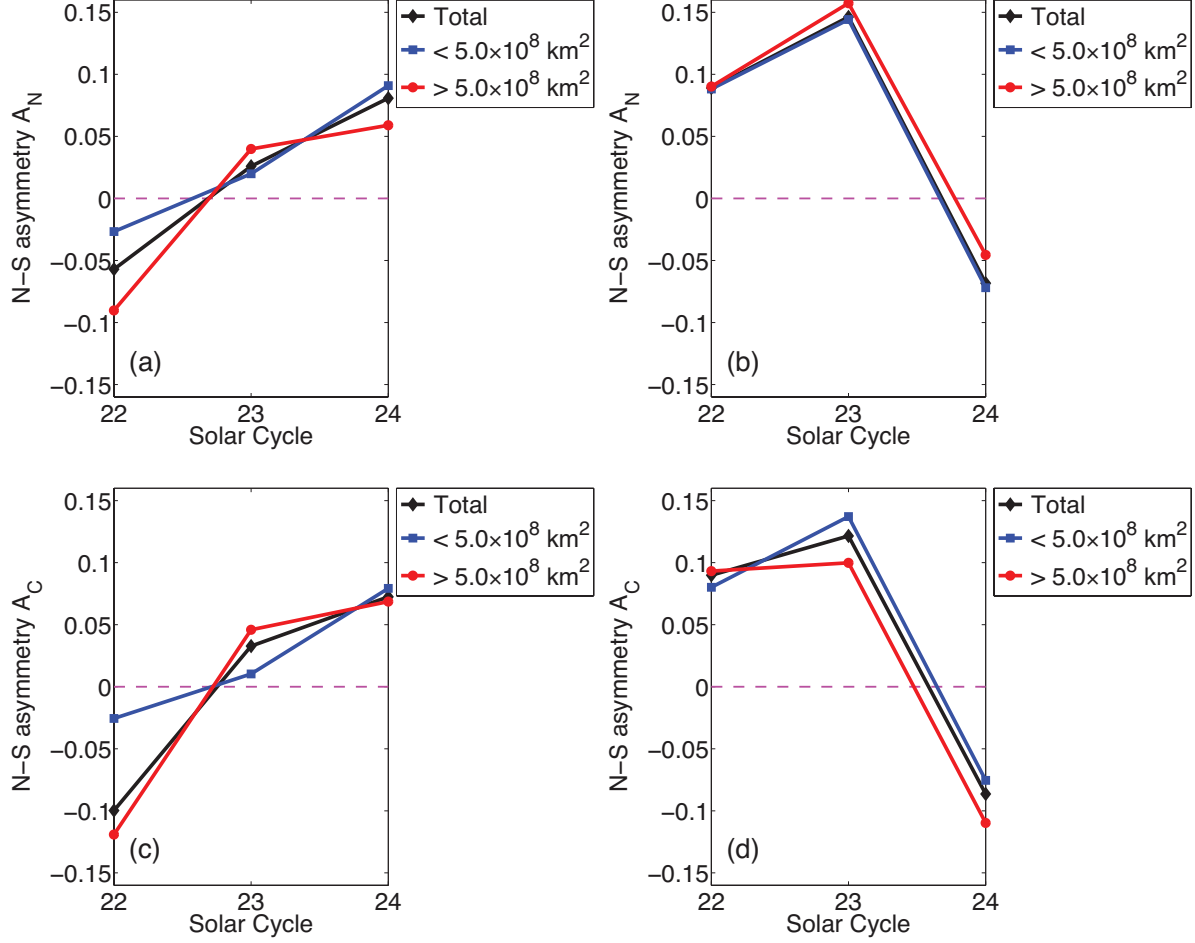 0.15
0.1
0.05
0
−0.05
−0.1
−0.15
N−S asymmetry A_N
22 23 24
Solar Cycle
(a)
Total
< 5.0×10^8 km^2
> 5.0×10^8 km^2
0.15
0.1
0.05
0
−0.05
−0.1
−0.15
N−S asymmetry A_N
22 23 24
Solar Cycle
(b)
Total
< 5.0×10^8 km^2
> 5.0×10^8 km^2
0.15
0.1
0.05
0
−0.05
−0.1
−0.15
N−S asymmetry A_C
22 23 24
Solar Cycle
(c)
Total
< 5.0×10^8 km^2
> 5.0×10^8 km^2
0.15
0.1
0.05
0
−0.05
−0.1
−0.15
N−S asymmetry A_C
22 23 24
Solar Cycle
(d)
Total
< 5.0×10^8 km^2
> 5.0×10^8 km^2